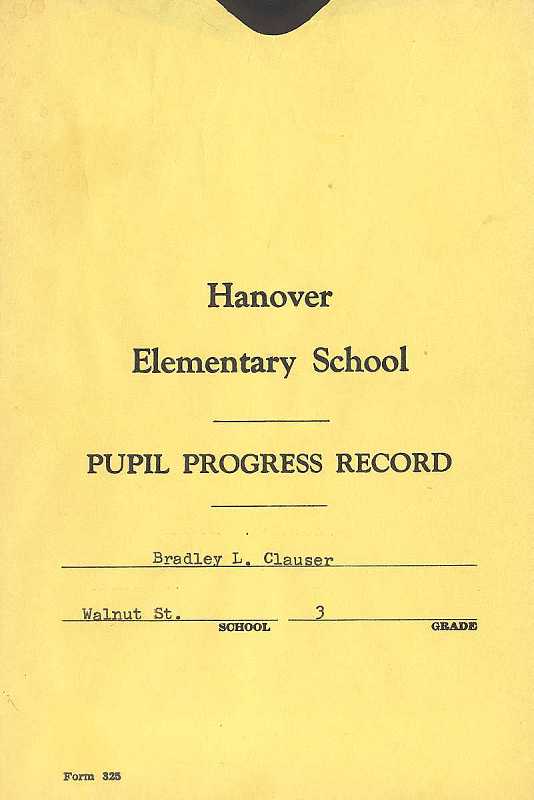 Hanover
Elementary School
PUPIL PROGRESS RECORD
Bradley L. Clauser
Walnut St. 3
SCHOOL GRADE
Form 325